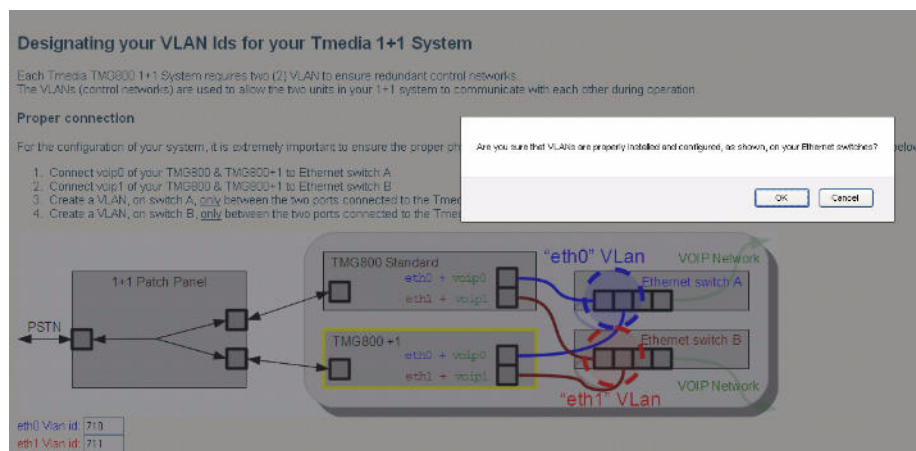 Designating your VLAN Ids for your Tmedia 1+1 System
Each Tmedia TMG800 1+1 System requires two (2) VLAN to ensure redundant control networks.
The VLANs (control networks) are used to allow the two units in your 1+1 system to communicate with each other during operation.
Proper connection
For the configuration of your system, it is extremely important to ensure the proper ph
belov
Are you sure that VLANs are properly installed and configured, as shown, on your Ethernet switches?
OK
Cancel
1. Connect voip0 of your TMG800 & TMG800+1 to Ethernet switch A
2. Connect voip1 of your TMG800 & TMG800+1 to Ethernet switch B
3. Create a VLAN, on switch A, only between the two ports connected to the Tmed
4. Create a VLAN, on switch B, only between the two ports connected to the Tmed
1+1 Patch Panel
PSTN
TMG800 Standard
eth0 + voip0
eth1 + voip1
TMG800 +1
eth0 + voip0
eth1 + voip1
"eth0" VLan
VOIP Network
Ethernet switch A
Ethernet switch B
VOIP Network
"eth1" VLan
eth0 Vlan id: 710
eth1 Vlan id: 711